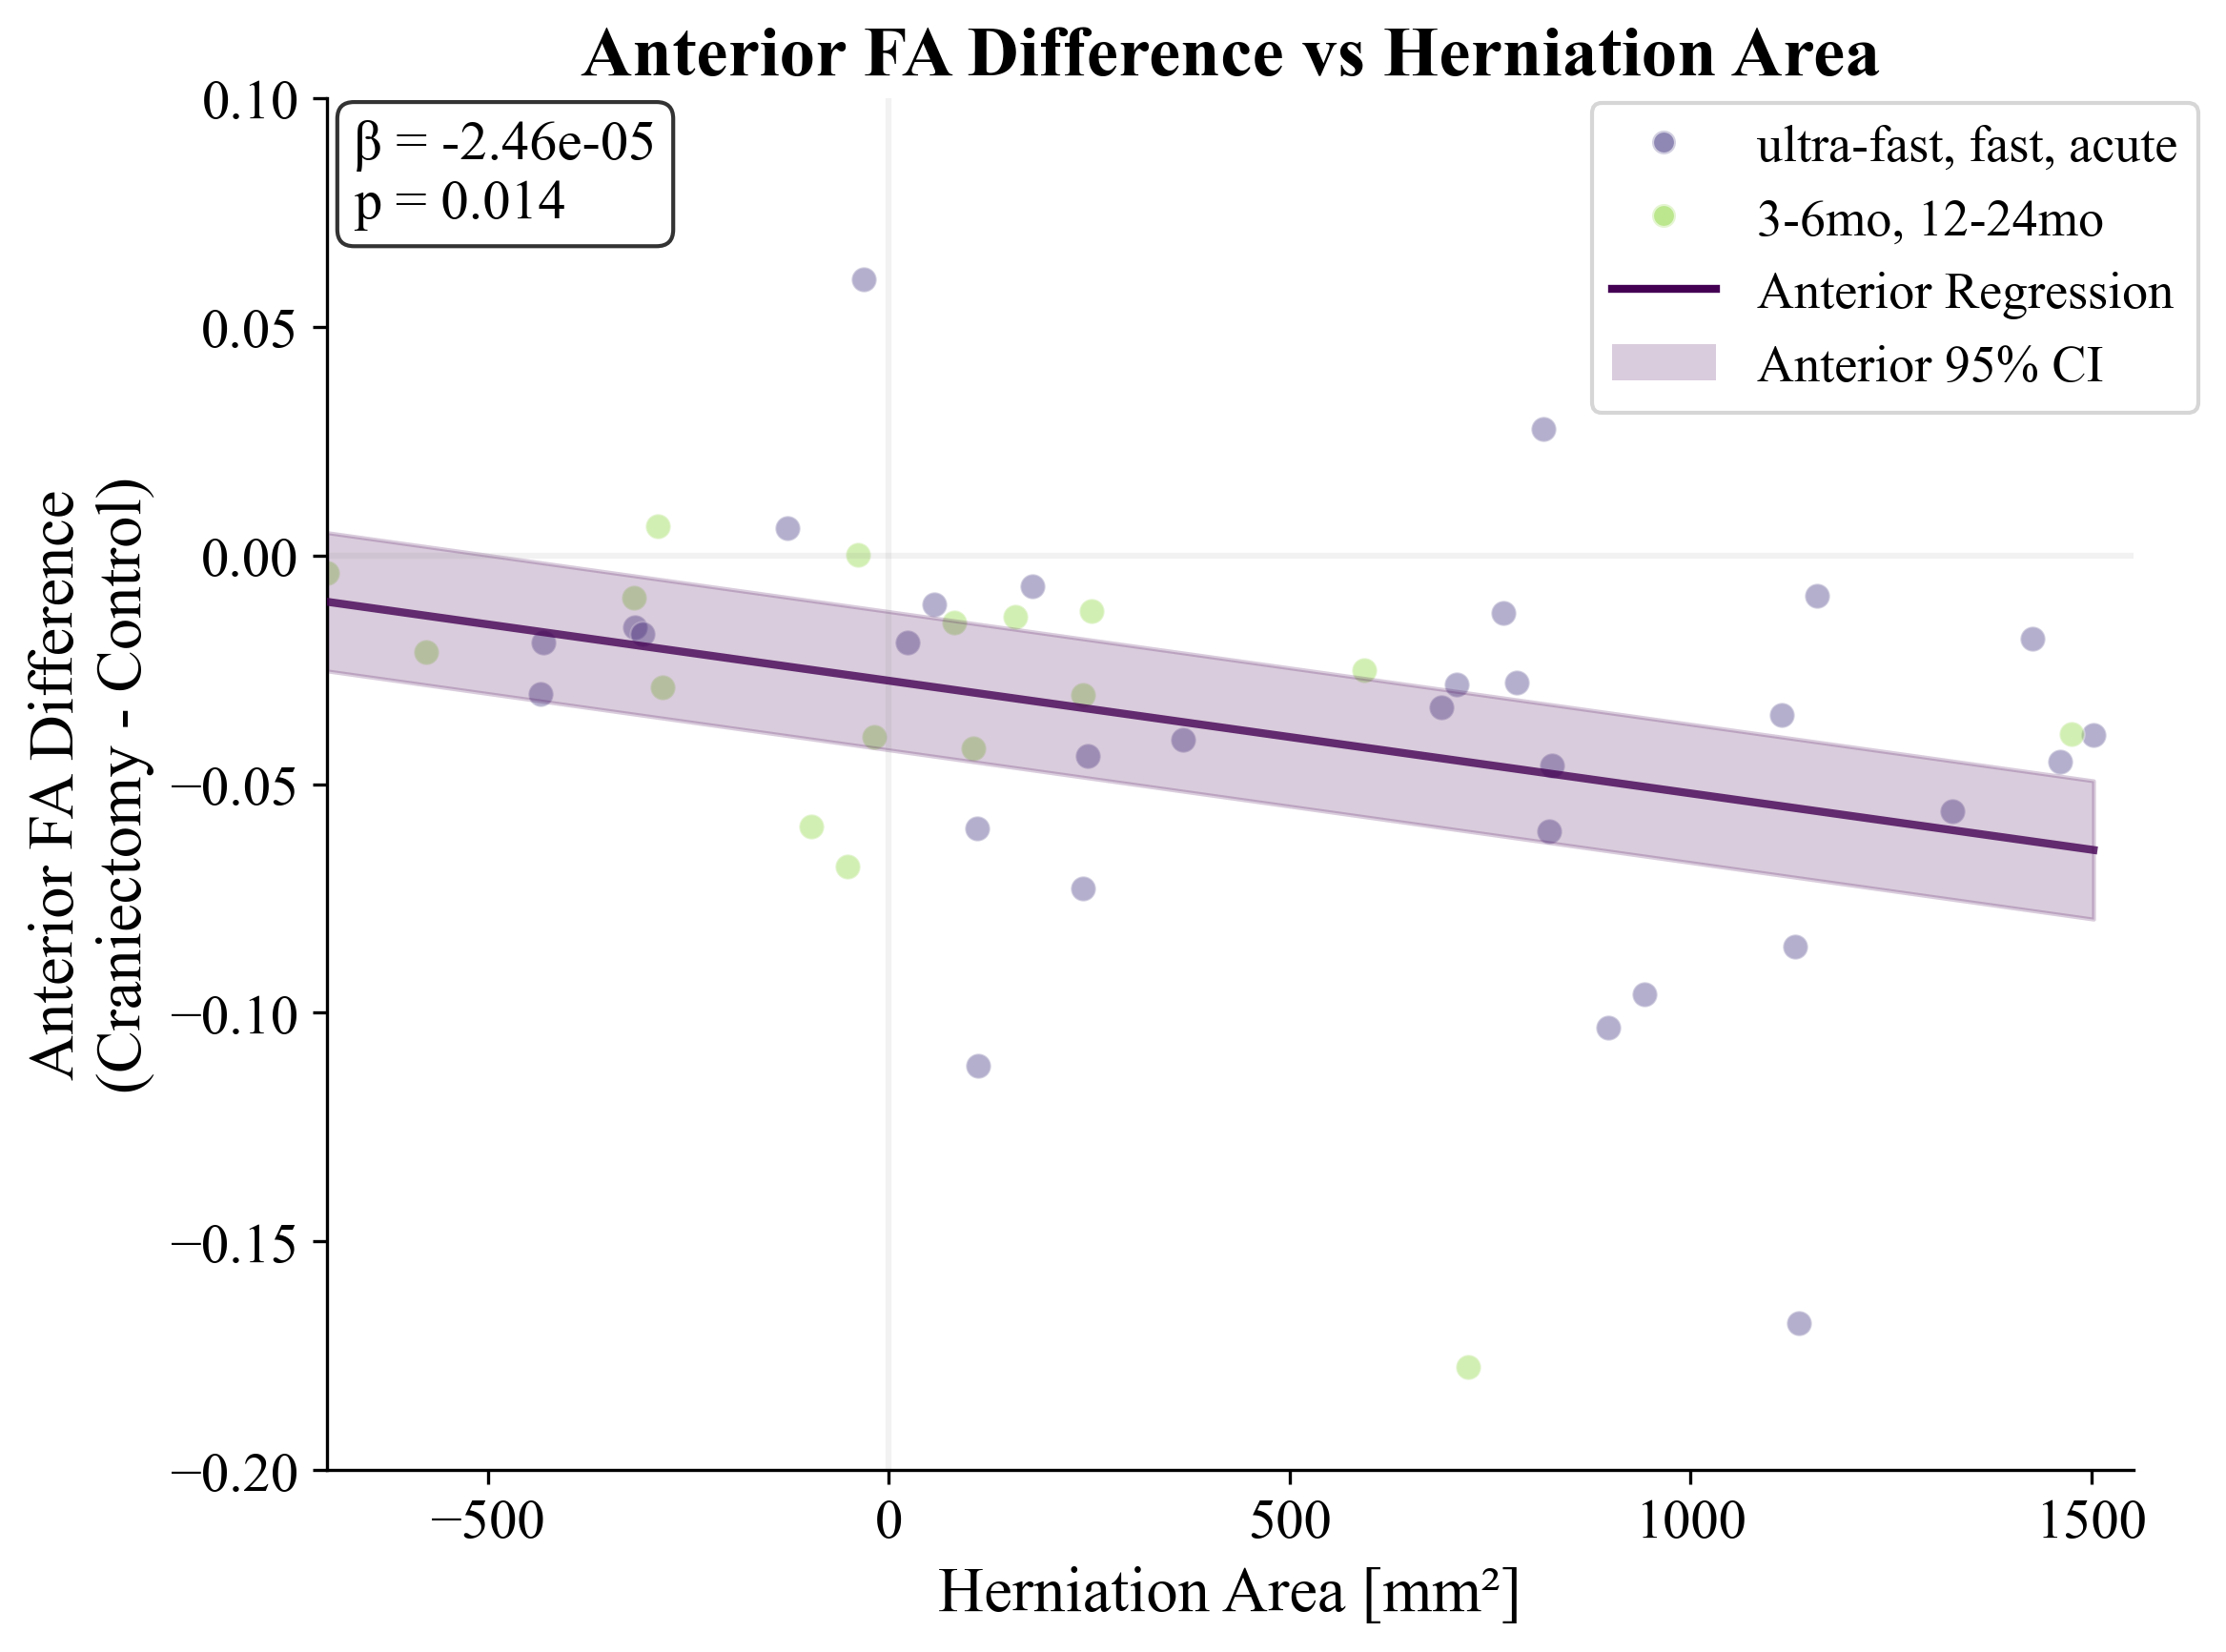 Anterior FA Difference vs Herniation Area
β = -2.46e-05
p = 0.014
ultra-fast, fast, acute
3-6mo, 12-24mo
Anterior Regression
Anterior 95% CI
Anterior FA Difference
(Craniectomy - Control)
0.10
0.05
0.00
−0.05
−0.10
−0.15
−0.20
−500
0
500
1000
1500
Herniation Area [mm²]